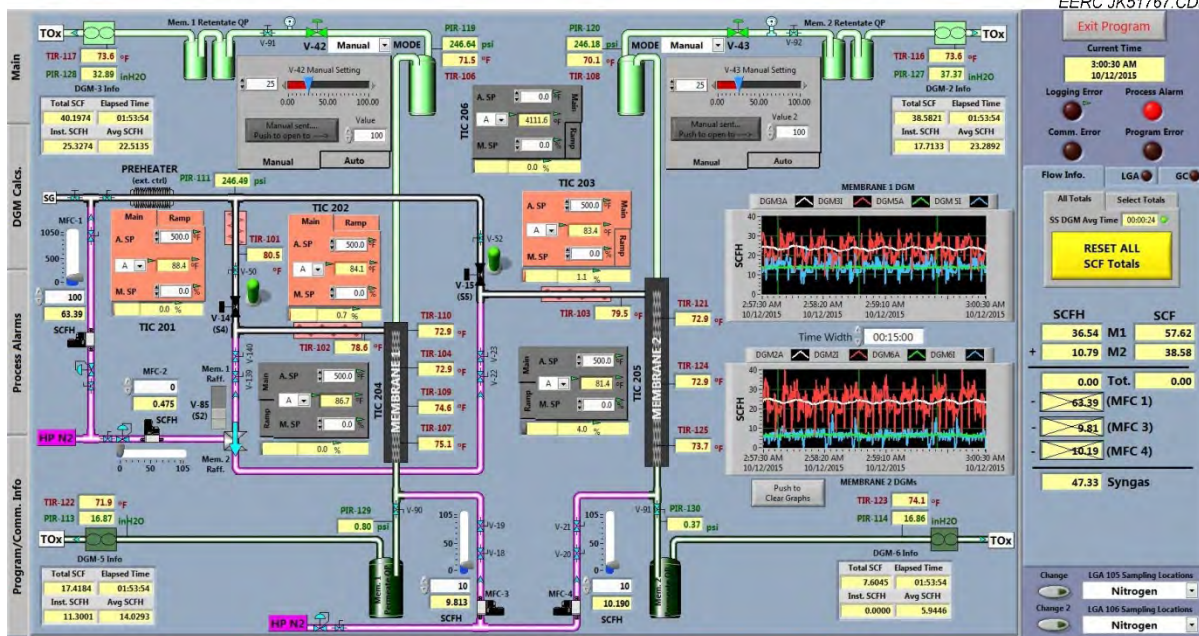 EERC JK51767.CD
Main
DGM Calcs.
Process Alarms
Program/Comm. Info
TOx
Mem. 1 Retentate QP
V-91
V-42
Manual
MODE
PIR-119
246.64 psi
71.5 °F
TIR-106
TIR-117 73.6 °F
PIR-128 32.89 inH2O
DGM-3 Info
Total SCF Elapsed Time
40.1974 01:53:54
Inst. SCFH Avg SCFH
25.3274 22.5135
V-42 Manual Setting
25
0.00 50.00 100.00
Manual sent....
Push to open to ---->
Value
100
Manual Auto
TIC 206
A. SP 0.0 °F
A 4111.6 °F
M. SP 0.0 %
Main
Ramp
0.0 %
PIR-120
246.18 psi
70.1 °F
TIR-108
MODE Manual V-43
Mem. 2 Retentate QP
V-92
TOx
V-43 Manual Setting
25
0.00 50.00 100.00
Manual sent....
Push to open to ---->
Value 2
100
Manual Auto
TIR-116 73.6 °F
PIR-127 37.37 inH2O
DGM-2 Info
Total SCF Elapsed Time
38.5821 01:53:54
Inst. SCFH Avg SCFH
17.7133 23.2892
PREHEATER
(ext. ctrl)
PIR-111 246.49 psi
SG
MFC-1
1050
500
0
100
63.39
SCFH
Main Ramp
A. SP 500.0 °F
A 88.4 °F
M. SP 0.0 %
0.0 %
TIC 201
TIR-101
80.5 °F
V-50
V-14
(S4)
TIC 202
Main Ramp
A. SP 500.0 °F
A 84.1 °F
M. SP 0.0 %
0.7 %
TIR-102 78.6 °F
V-52
V-15
(S5)
TIC 203
A. SP 500.0 °F
A 83.4 °F
M. SP 0.0 %
Main
Ramp
1.1 %
TIR-103 79.5 °F
MFC-2
0
0.475
SCFH
0 50 105
HP N2
Mem. 1
Raff.
V-85
(S2)
Mem. 2
Raff.
V-140
V-139
TIC 204
Main
Ramp
A. SP 500.0 °F
A 86.7 °F
M. SP 0.0 %
0.0 %
MEMBRANE 1
TIR-110
72.9 °F
TIR-104
72.9 °F
TIR-109
74.6 °F
TIR-107
75.1 °F
V-23
V-22
TIC 205
Main
Ramp
A. SP 500.0 °F
A 81.4 °F
M. SP 0.0 %
4.0 %
MEMBRANE 2
TIR-121
72.9 °F
TIR-124
72.9 °F
TIR-125
73.7 °F
MEMBRANE 1 DGM
DGM3A DGM3I DGM5A DGM 5I
SCFH
40
20
0
2:57:30 AM 2:58:20 AM 2:59:10 AM 3:00:30 AM
10/12/2015 10/12/2015 10/12/2015 10/12/2015
Time Width 00:15:00
DGM2A DGM2I DGM6A DGM6I
SCFH
40
20
0
2:57:30 AM 2:58:20 AM 2:59:10 AM 3:00:30 AM
10/12/2015 10/12/2015 10/12/2015 10/12/2015
MEMBRANE 2 DGMs
Push to
Clear Graphs
TIR-122 71.9 °F
PIR-113 16.87 inH2O
TOx
DGM-5 Info
Total SCF Elapsed Time
17.4184 01:53:54
Inst. SCFH Avg SCFH
11.3001 14.0293
PIR-129
0.80 psi
V-90
Mem. 1
Permeate QP
105
50
0
10
9.813
SCFH
V-19
V-18
MFC-3
HP N2
V-21
V-20
MFC-4
105
50
0
10
10.190
SCFH
V-91
PIR-130
0.37 psi
Mem. 2
TIR-123 74.1 °F
PIR-114 16.86 inH2O
TOx
DGM-6 Info
Total SCF Elapsed Time
7.6045 01:53:54
Inst. SCFH Avg SCFH
0.0000 5.9446
Exit Program
Current Time
3:00:30 AM
10/12/2015
Logging Error Process Alarm
Comm. Error Program Error
Flow Info. LGA GC
All Totals Select Totals
SS DGM Avg Time 00:00:24
RESET ALL
SCF Totals
SCFH SCF
36.54 M1 57.62
+ 10.79 M2 38.58
0.00 Tot. 0.00
- 63.39 (MFC 1)
- 9.81 (MFC 3)
- 10.19 (MFC 4)
47.33 Syngas
Change LGA 105 Sampling Locations
Nitrogen
Change 2 LGA 106 Sampling Locations
Nitrogen